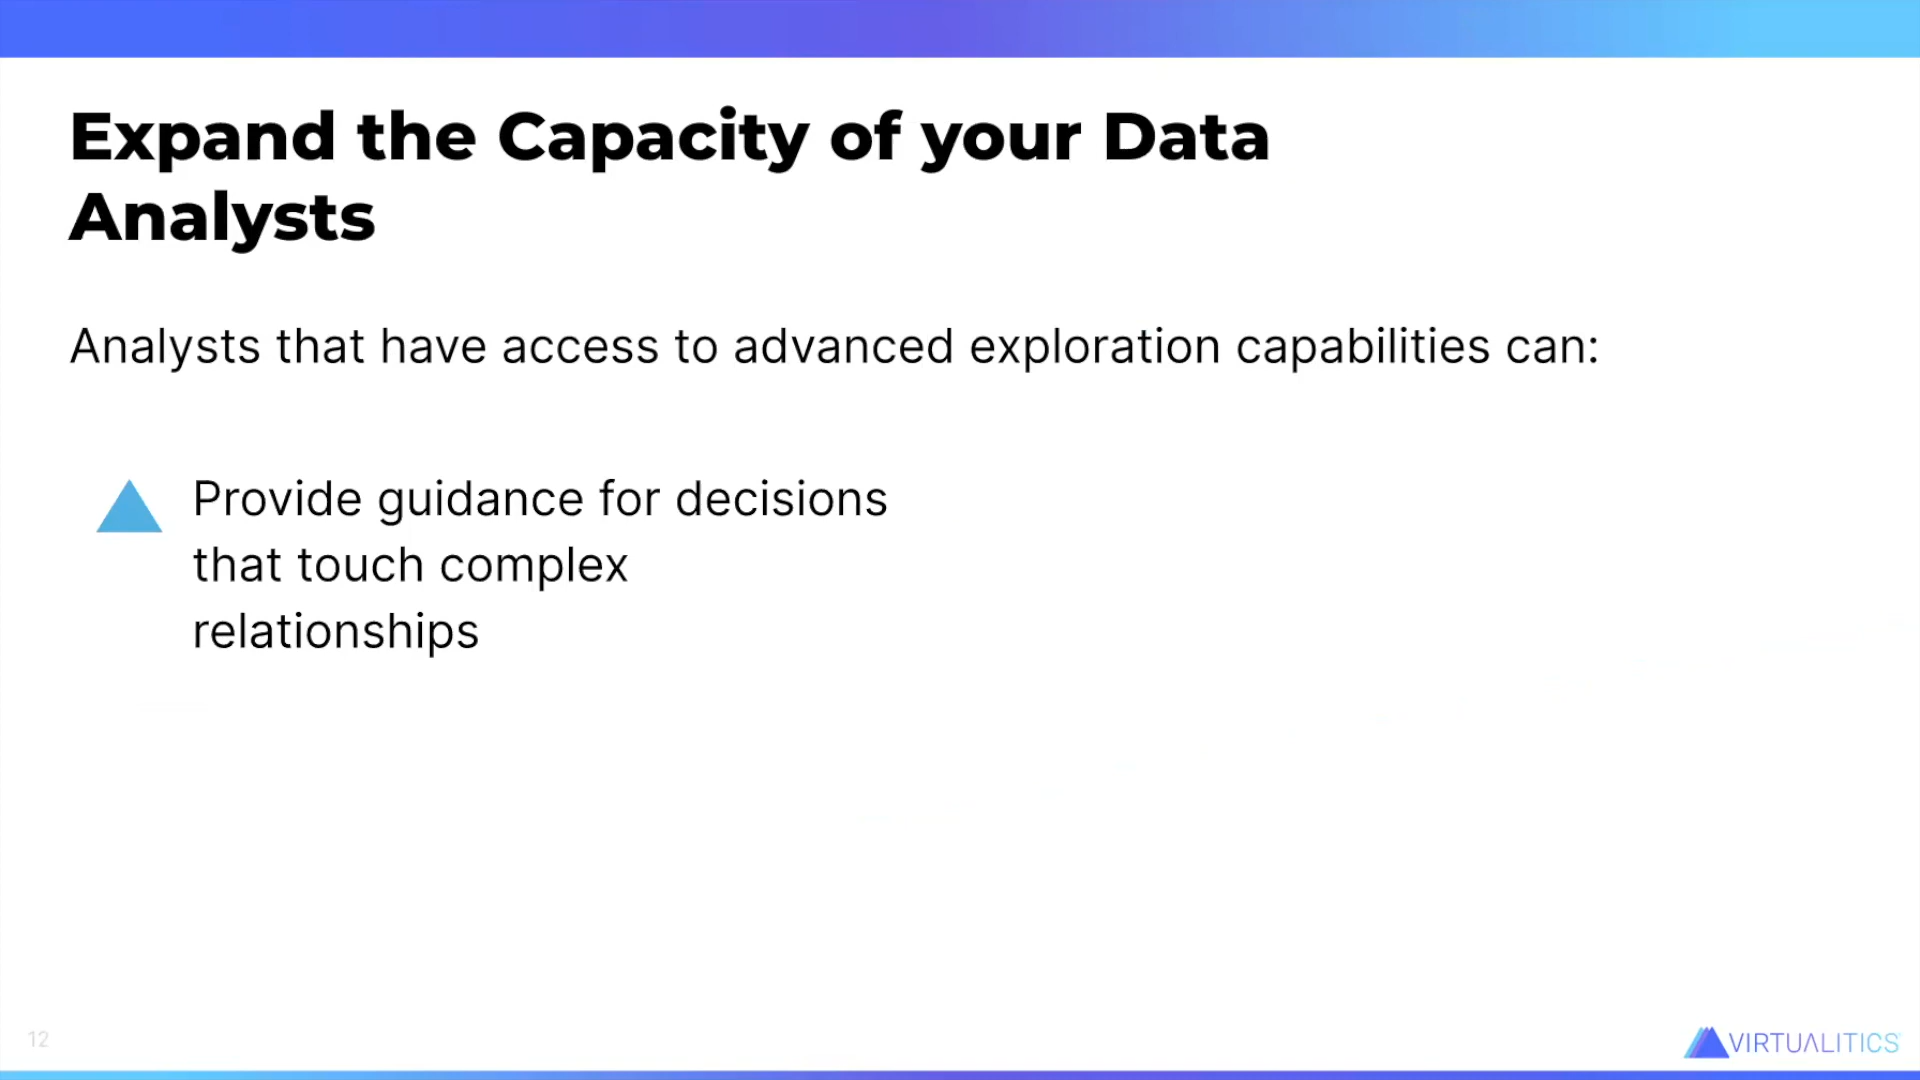 Expand the Capacity of your Data
Analysts
Analysts that have access to advanced exploration capabilities can:
Provide guidance for decisions
that touch complex
relationships
12
VIRTUALITICS